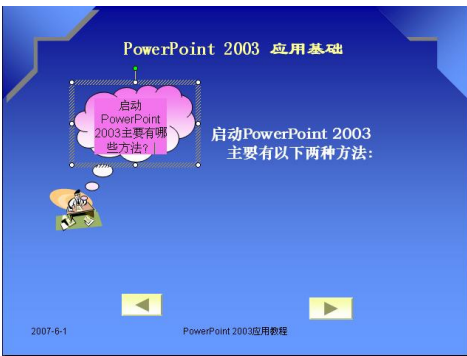 PowerPoint 2003 应用基础
启动
PowerPoint
2003主要有哪
些方法？
启动PowerPoint 2003
主要有以下两种方法：
2007-6-1
PowerPoint 2003应用教程